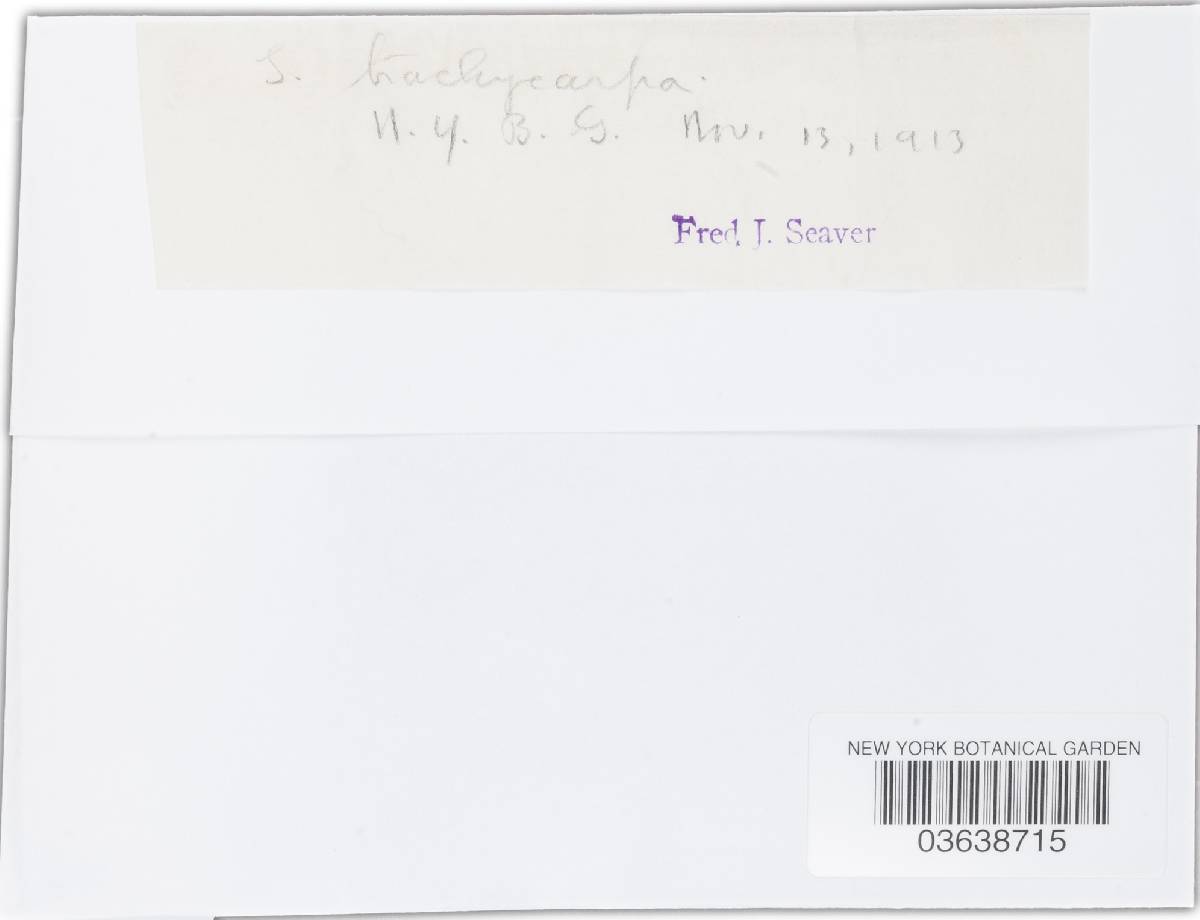 S. trachycarpa.
N. Y. B. G. Nov. 13, 1913
Fred J. Seaver
NEW YORK BOTANICAL GARDEN
03638715